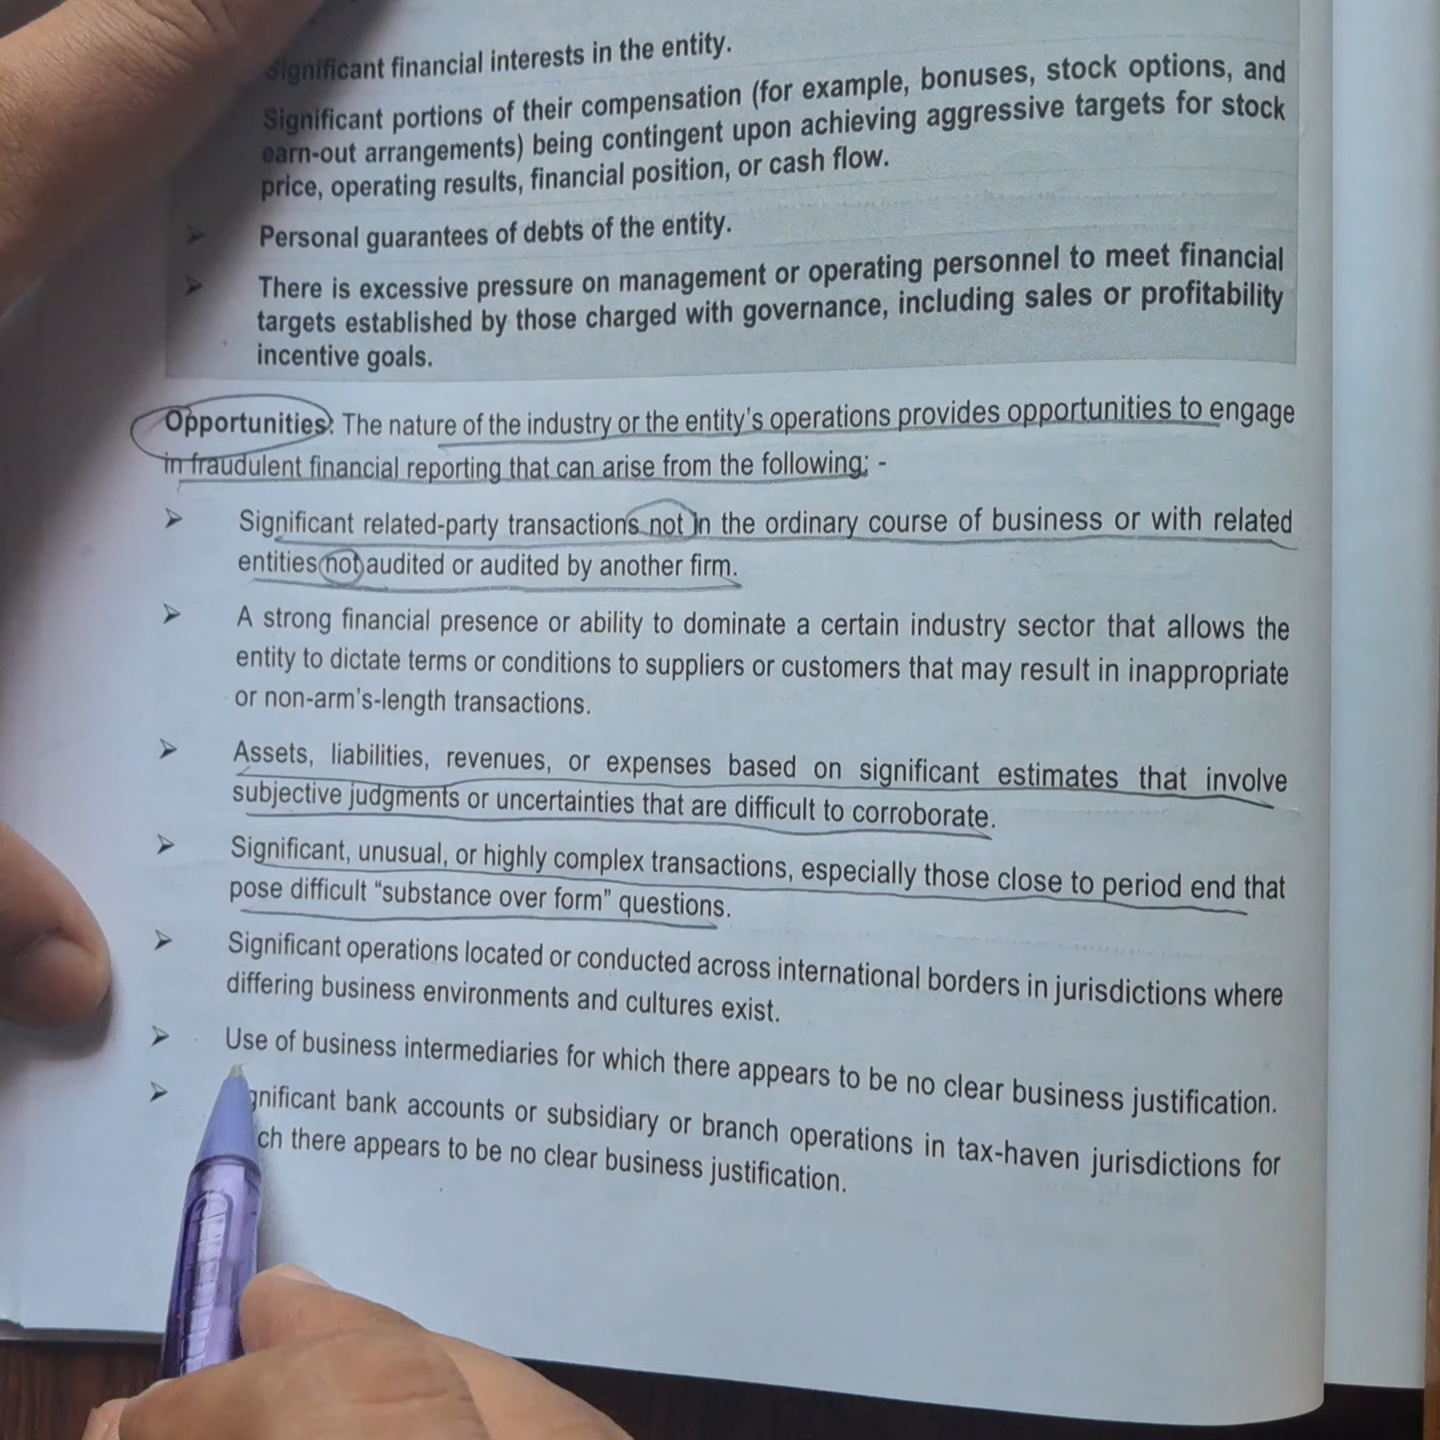 Significant financial interests in the entity.
Significant portions of their compensation (for example, bonuses, stock options, and
earn-out arrangements) being contingent upon achieving aggressive targets for stock
price, operating results, financial position, or cash flow.
➢ Personal guarantees of debts of the entity.
➢ There is excessive pressure on management or operating personnel to meet financial
targets established by those charged with governance, including sales or profitability
incentive goals.
Opportunities: The nature of the industry or the entity's operations provides opportunities to engage
in fraudulent financial reporting that can arise from the following: -
➢ Significant related-party transactions not in the ordinary course of business or with related
entities not audited or audited by another firm.
➢ A strong financial presence or ability to dominate a certain industry sector that allows the
entity to dictate terms or conditions to suppliers or customers that may result in inappropriate
or non-arm's-length transactions.
➢ Assets, liabilities, revenues, or expenses based on significant estimates that involve
subjective judgments or uncertainties that are difficult to corroborate.
➢ Significant, unusual, or highly complex transactions, especially those close to period end that
pose difficult “substance over form” questions.
➢ Significant operations located or conducted across international borders in jurisdictions where
differing business environments and cultures exist.
➢ Use of business intermediaries for which there appears to be no clear business justification.
➢ gnificant bank accounts or subsidiary or branch operations in tax-haven jurisdictions for
ch there appears to be no clear business justification.